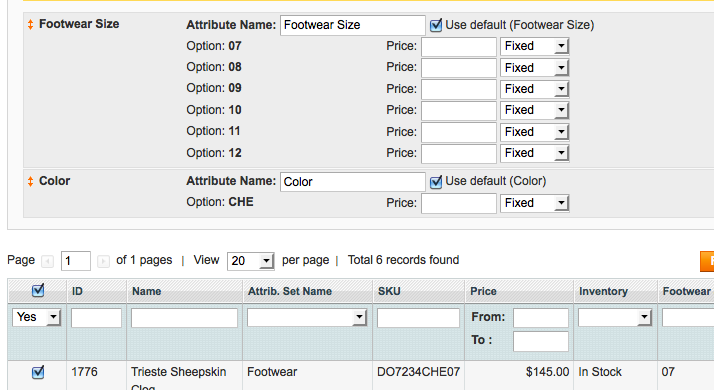 Footwear Size Attribute Name: Footwear Size Use default (Footwear Size)
Option: 07 Price: Fixed
Option: 08 Price: Fixed
Option: 09 Price: Fixed
Option: 10 Price: Fixed
Option: 11 Price: Fixed
Option: 12 Price: Fixed
Color Attribute Name: Color Use default (Color)
Option: CHE Price: Fixed
Page 1 of 1 pages | View 20 per page | Total 6 records found
ID Name Attrib. Set Name SKU Price Inventory Footwear
Yes From:
To :
1776 Trieste Sheepskin Footwear DO7234CHE07 $145.00 In Stock 07
Clog